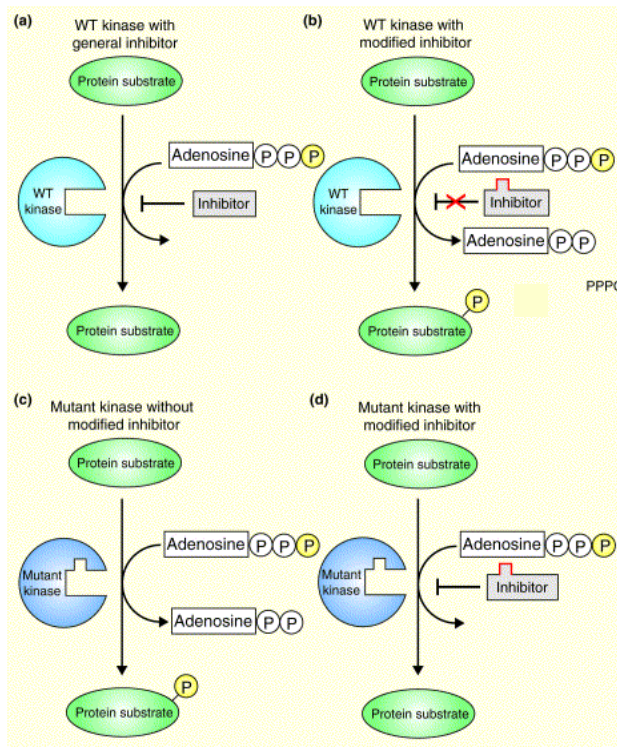 (a)
WT kinase with
general inhibitor
Protein substrate
Adenosine P P P
WT
kinase
Inhibitor
Protein substrate
(b)
WT kinase with
modified inhibitor
Protein substrate
Adenosine P P P
WT
kinase
Inhibitor
Adenosine P P
P
Protein substrate
PPPC
(c)
Mutant kinase without
modified inhibitor
Protein substrate
Adenosine P P P
Mutant
kinase
Adenosine P P
P
Protein substrate
(d)
Mutant kinase with
modified inhibitor
Protein substrate
Adenosine P P P
Mutant
kinase
Inhibitor
Protein substrate